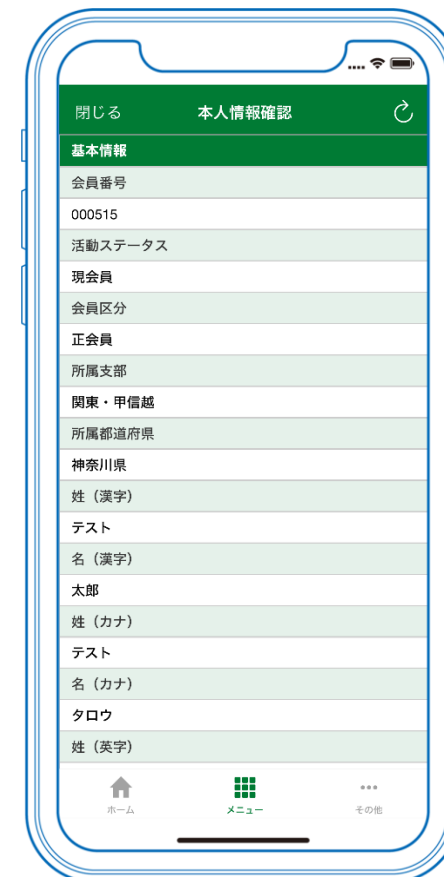 閉じる 本人情報確認
基本情報
会員番号
000515
活動ステータス
現会員
会員区分
正会員
所属支部
関東・甲信越
所属都道府県
神奈川県
姓（漢字）
テスト
名（漢字）
太郎
姓（カナ）
テスト
名（カナ）
タロウ
姓（英字）
ホーム メニュー その他